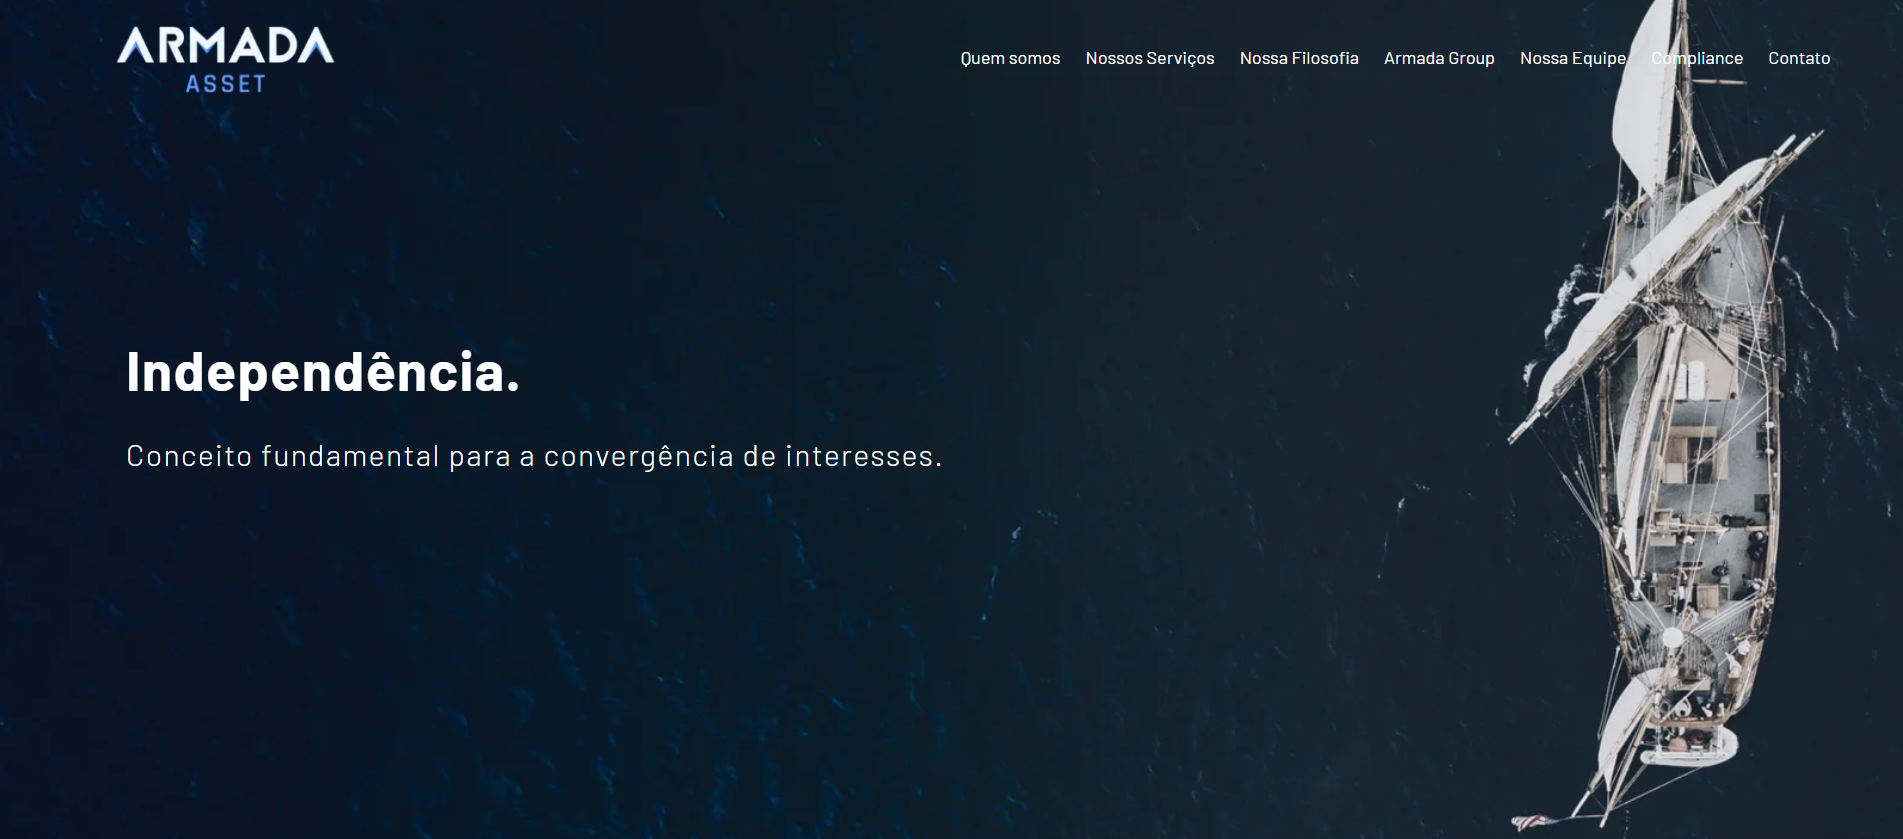 ARMADA
ASSET
Quem somos Nossos Serviços Nossa Filosofia Armada Group Nossa Equipe Compliance Contato
Independência.
Conceito fundamental para a convergência de interesses.